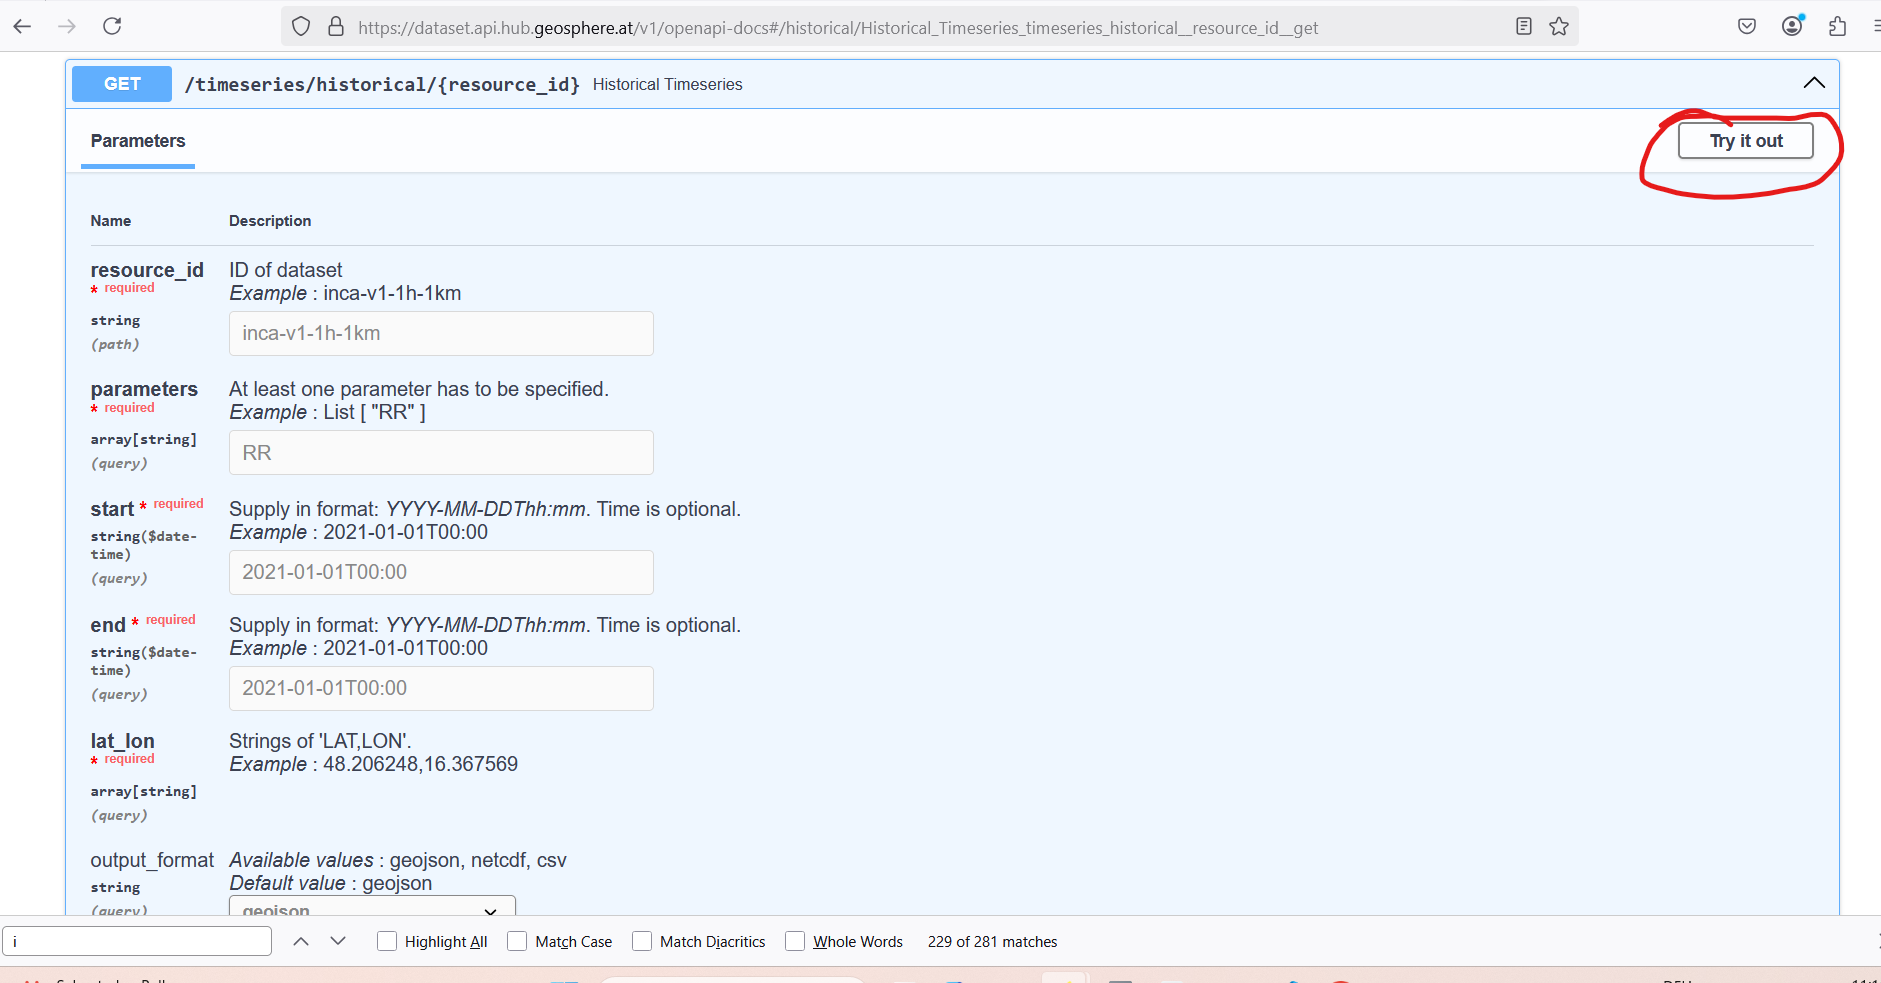 https://dataset.api.hub.geosphere.at/v1/openapi-docs#/historical/Historical_Timeseries_timeseries_historical__resource_id__get
GET /timeseries/historical/{resource_id} Historical Timeseries
Parameters
Try it out
Name Description
resource_id
* required
string
(path)
ID of dataset
Example : inca-v1-1h-1km
inca-v1-1h-1km
parameters
* required
array[string]
(query)
At least one parameter has to be specified.
Example : List [ "RR" ]
RR
start * required
string($date-
time)
(query)
Supply in format: YYYY-MM-DDThh:mm. Time is optional.
Example : 2021-01-01T00:00
2021-01-01T00:00
end * required
string($date-
time)
(query)
Supply in format: YYYY-MM-DDThh:mm. Time is optional.
Example : 2021-01-01T00:00
2021-01-01T00:00
lat_lon
* required
array[string]
(query)
Strings of 'LAT,LON'.
Example : 48.206248,16.367569
output_format
string
(query)
Available values : geojson, netcdf, csv
Default value : geojson
geojson
i
Highlight All
Match Case
Match Diacritics
Whole Words
229 of 281 matches